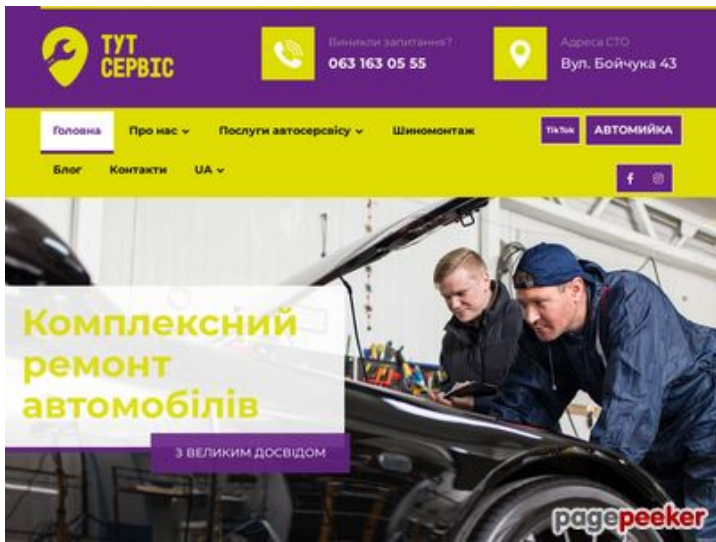 ТУТ
СЕРВІС
Виникли запитання?
063 163 05 55
Адреса СТО
Вул. Бойчука 43
Головна
Про нас
Послуги автосерсвісу
Шиномонтаж
TikTok
АВТОМИЙКА
Блог
Контакти
UA
Комплексний
ремонт
автомобілів
З ВЕЛИКИМ ДОСВІДОМ
pagepeeker